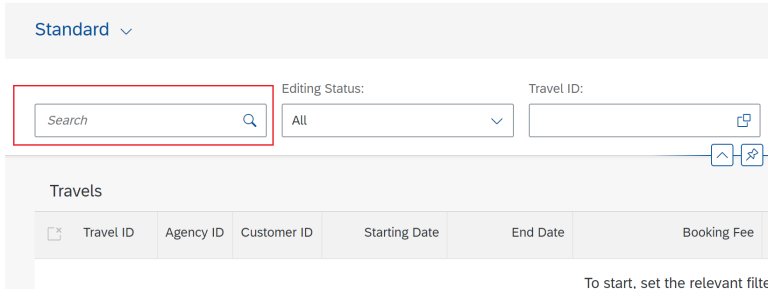 Standard
Editing Status: Travel ID:
Search All
Travels
Travel ID Agency ID Customer ID Starting Date End Date Booking Fee
To start, set the relevant filte